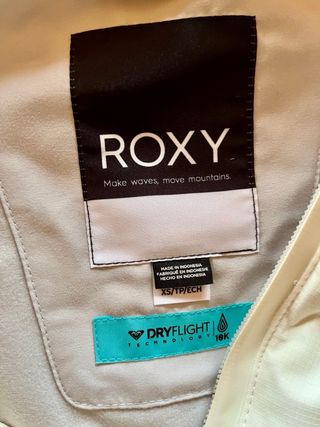 ROXY
Make waves, move mountains.
MADE IN INDONESIA
FABRIQUÉ EN INDONÉSIE
HECHO EN INDONESIA
XS/TP/ECH
DRYFLIGHT
TECHNOLOGY
10K